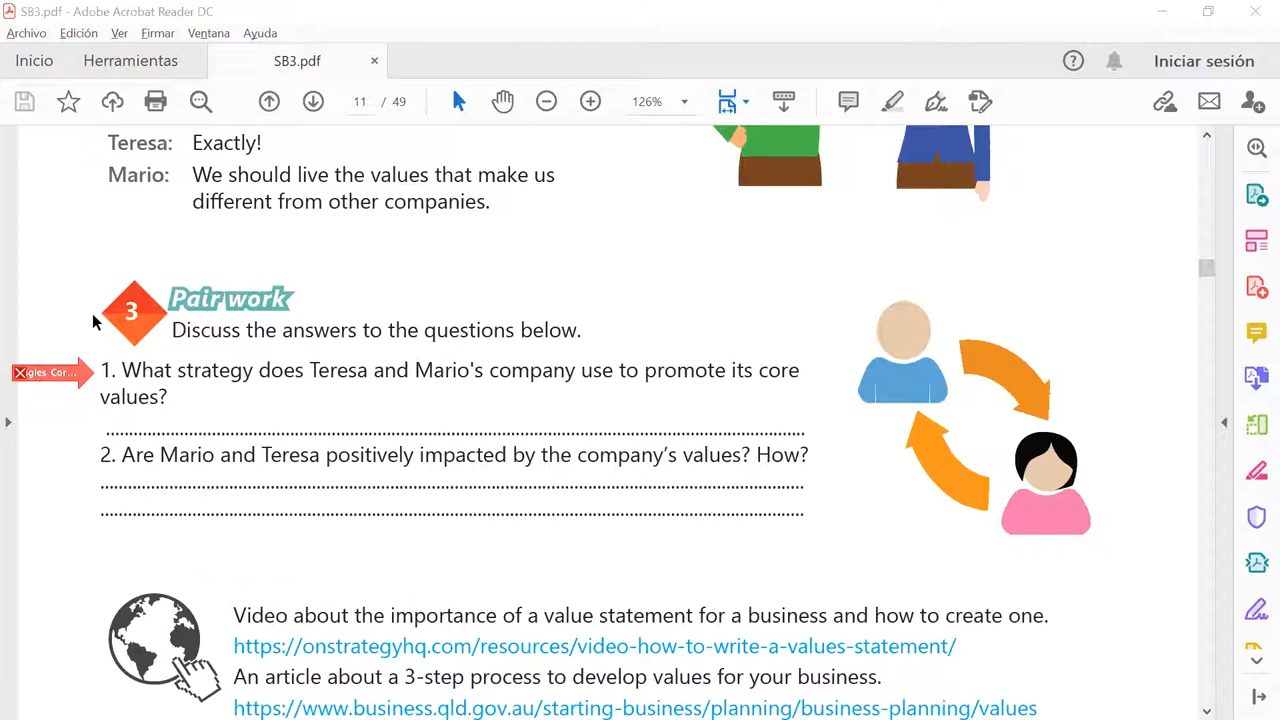 SB3.pdf - Adobe Acrobat Reader DC
Archivo Edición Ver Firmar Ventana Ayuda
Inicio Herramientas SB3.pdf × Iniciar sesión
11 / 49 126%
Teresa: Exactly!
Mario: We should live the values that make us
different from other companies.
3 Pair work
Discuss the answers to the questions below.
gles Cor...
1. What strategy does Teresa and Mario's company use to promote its core
values?
2. Are Mario and Teresa positively impacted by the company's values? How?
Video about the importance of a value statement for a business and how to create one.
https://onstrategyhq.com/resources/video-how-to-write-a-values-statement/
An article about a 3-step process to develop values for your business.
https://www.business.qld.gov.au/starting-business/planning/business-planning/values